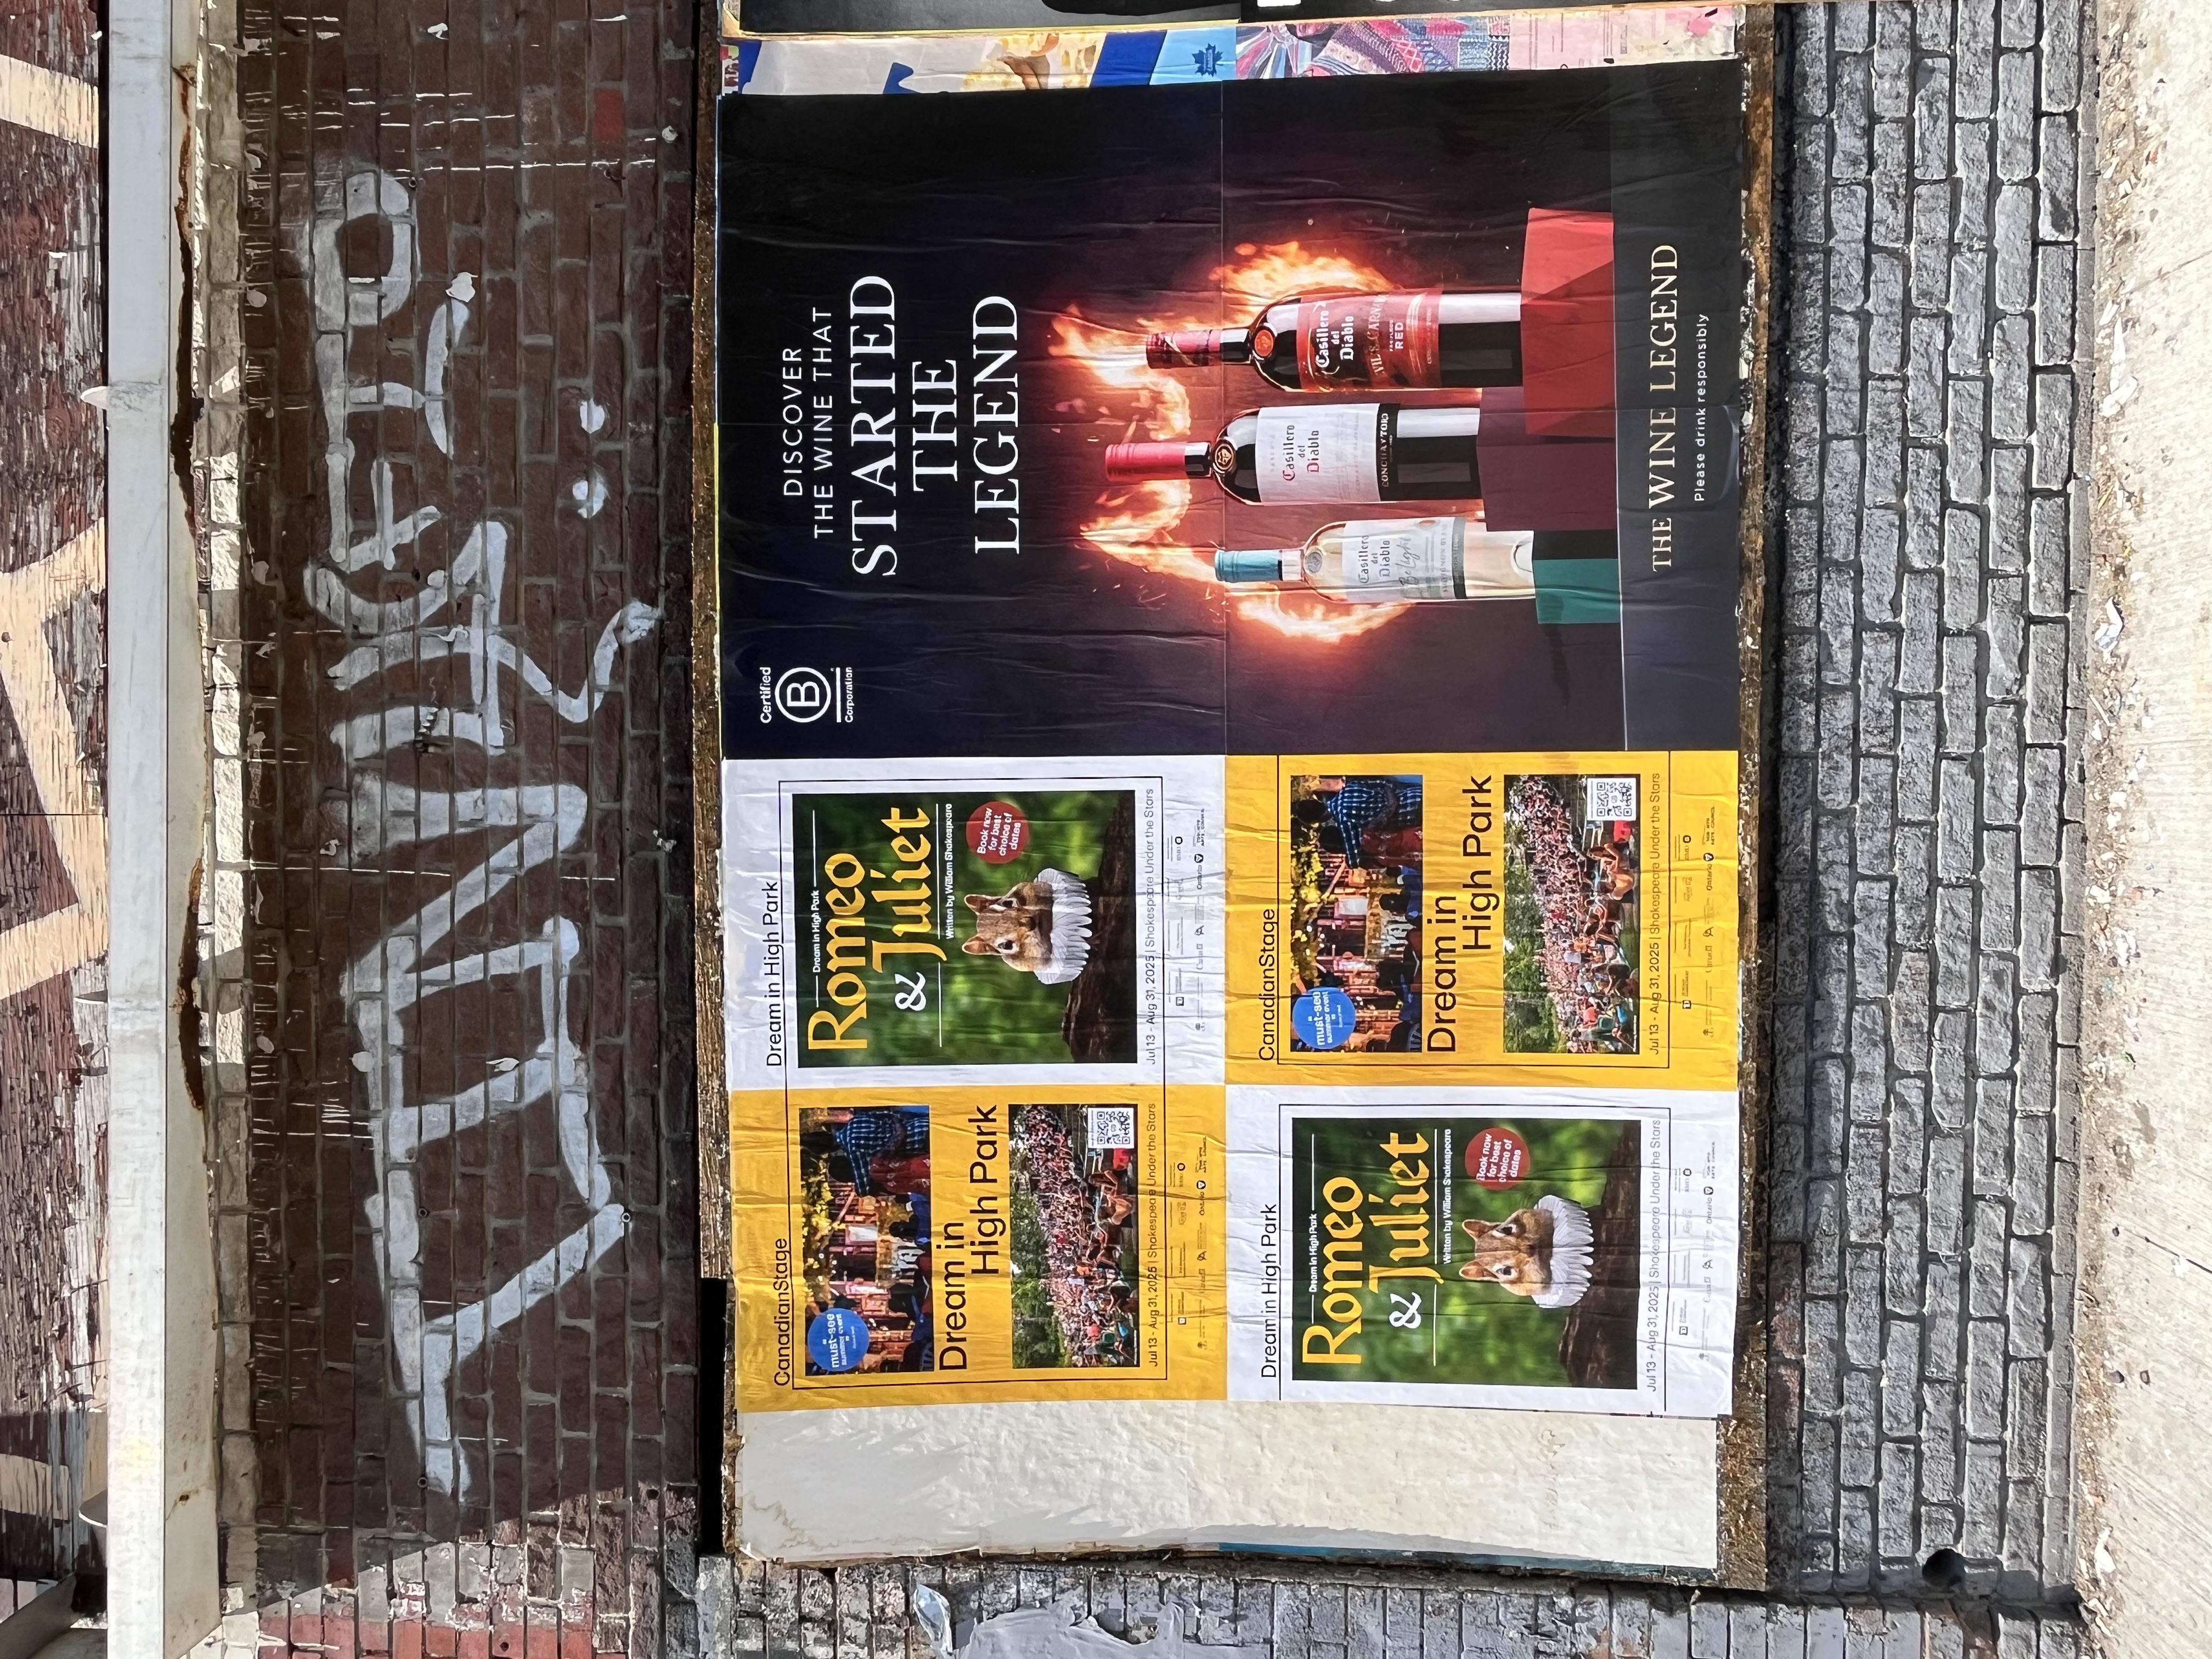 CanadianStage
must-see
summer event
Dream in
High Park
Jul 13 - Aug 31, 2025 | Shakespeare Under the Stars
Ontario
Dream in High Park
Dream in High Park
Romeo
& Juliet
Written by William Shakespeare
Book now
for best
choice of
dates
Jul 13 - Aug 31, 2025 | Shakespeare Under the Stars
Ontario
Dream in High Park
Dream in High Park
Romeo
& Juliet
Written by William Shakespeare
Book now
for best
choice of
dates
Jul 13 - Aug 31, 2025 | Shakespeare Under the Stars
Ontario
CanadianStage
must-see
summer event
Dream in
High Park
Jul 13 - Aug 31, 2025 | Shakespeare Under the Stars
Ontario
Certified
B
Corporation
DISCOVER
THE WINE THAT
STARTED
THE
LEGEND
Casillero
del
Diablo
BeLight
Casillero
del
Diablo
CONCHA Y TORO
Casillero
del
Diablo
RED
THE WINE LEGEND
Please drink responsibly